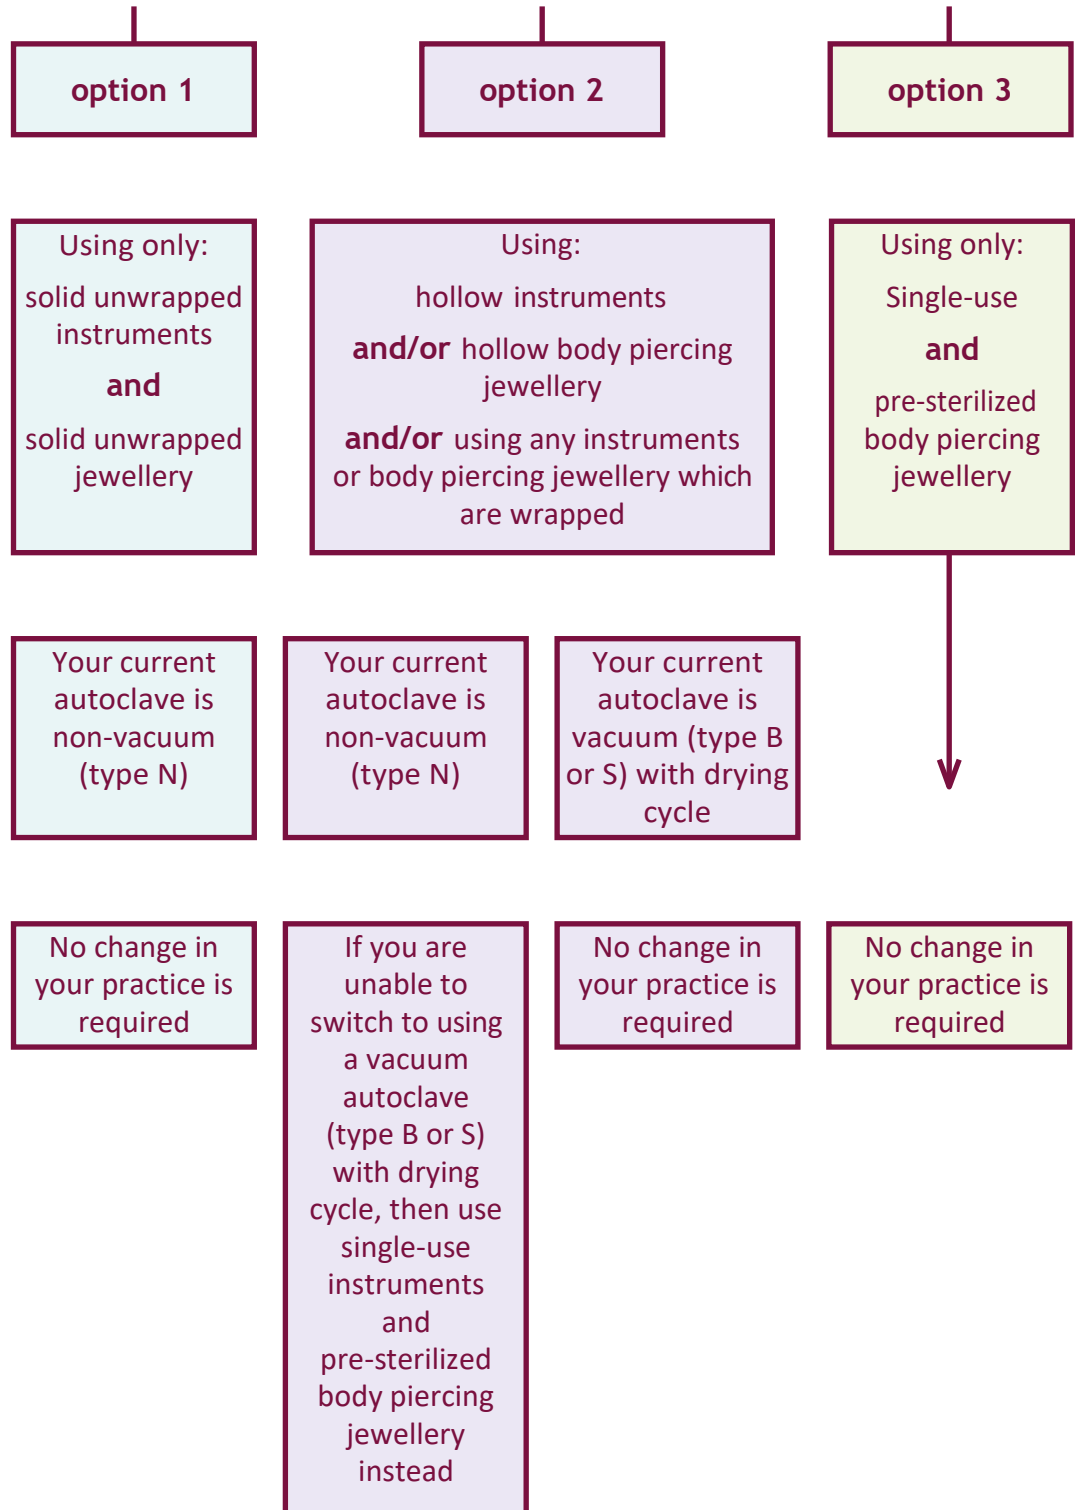 option 1
option 2
option 3
Using only:
solid unwrapped
instruments
and
solid unwrapped
jewellery
Using:
hollow instruments
and/or hollow body piercing
jewellery
and/or using any instruments
or body piercing jewellery which
are wrapped
Using only:
Single-use
and
pre-sterilized
body piercing
jewellery
Your current
autoclave is
non-vacuum
(type N)
Your current
autoclave is
non-vacuum
(type N)
Your current
autoclave is
vacuum (type B
or S) with drying
cycle
No change in
your practice is
required
If you are
unable to
switch to using
a vacuum
autoclave
(type B or S)
with drying
cycle, then use
single-use
instruments
and
pre-sterilized
body piercing
jewellery
instead
No change in
your practice is
required
No change in
your practice is
required